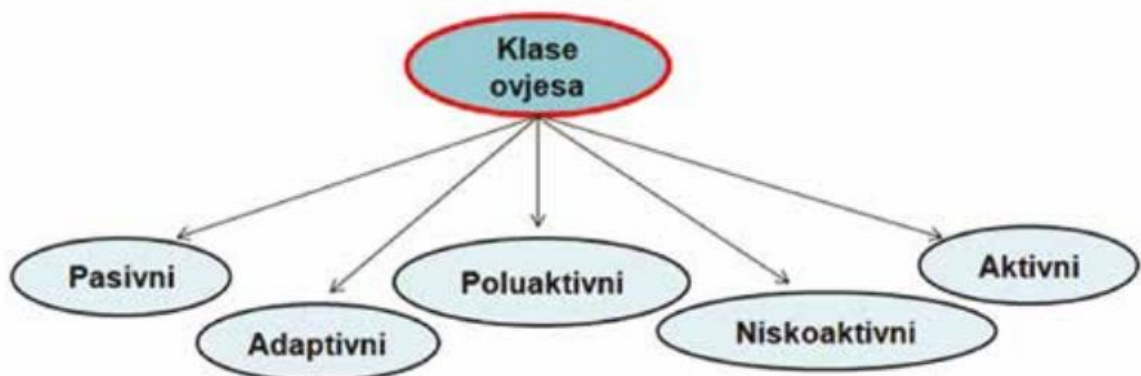 Klase
ovjesa
Pasivni
Adaptivni
Poluaktivni
Niskoaktivni
Aktivni